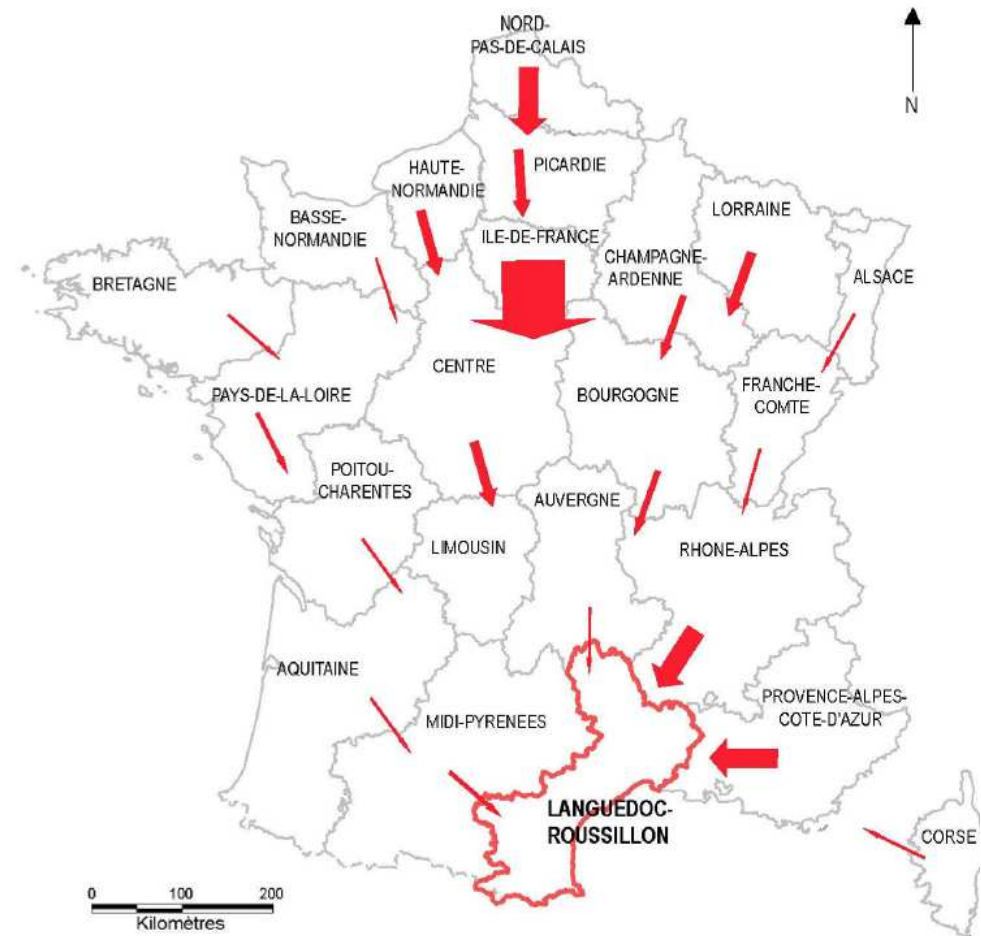 NORD-
PAS-DE-CALAIS
N
HAUTE-
NORMANDIE
PICARDIE
BASSE-
NORMANDIE
ILE-DE-FRANCE
LORRAINE
CHAMPAGNE-
ARDENNE
ALSACE
BRETAGNE
CENTRE
PAYS-DE-LA-LOIRE
BOURGOGNE
FRANCHE-
COMTE
POITOU-
CHARENTES
AUVERGNE
LIMOUSIN
RHONE-ALPES
AQUITAINE
MIDI-PYRENEES
PROVENCE-ALPES-
COTE-D'AZUR
LANGUEDOC-
ROUSSILLON
CORSE
0 100 200
Kilomètres